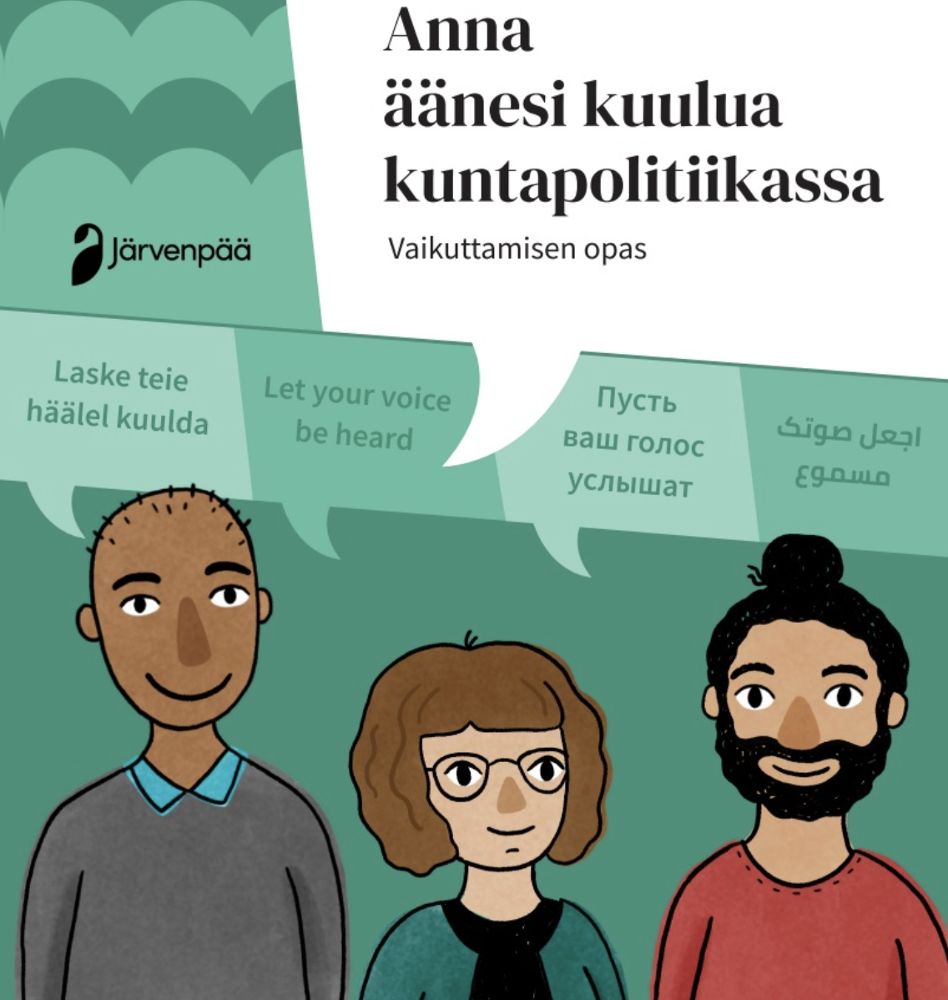 Anna
äänesi kuulua
kuntapolitiikassa
Vaikuttamisen opas
Järvenpää
Laske teie
häälel kuulda
Let your voice
be heard
Пусть
ваш голос
услышат
اجعل صوتک
مسموع